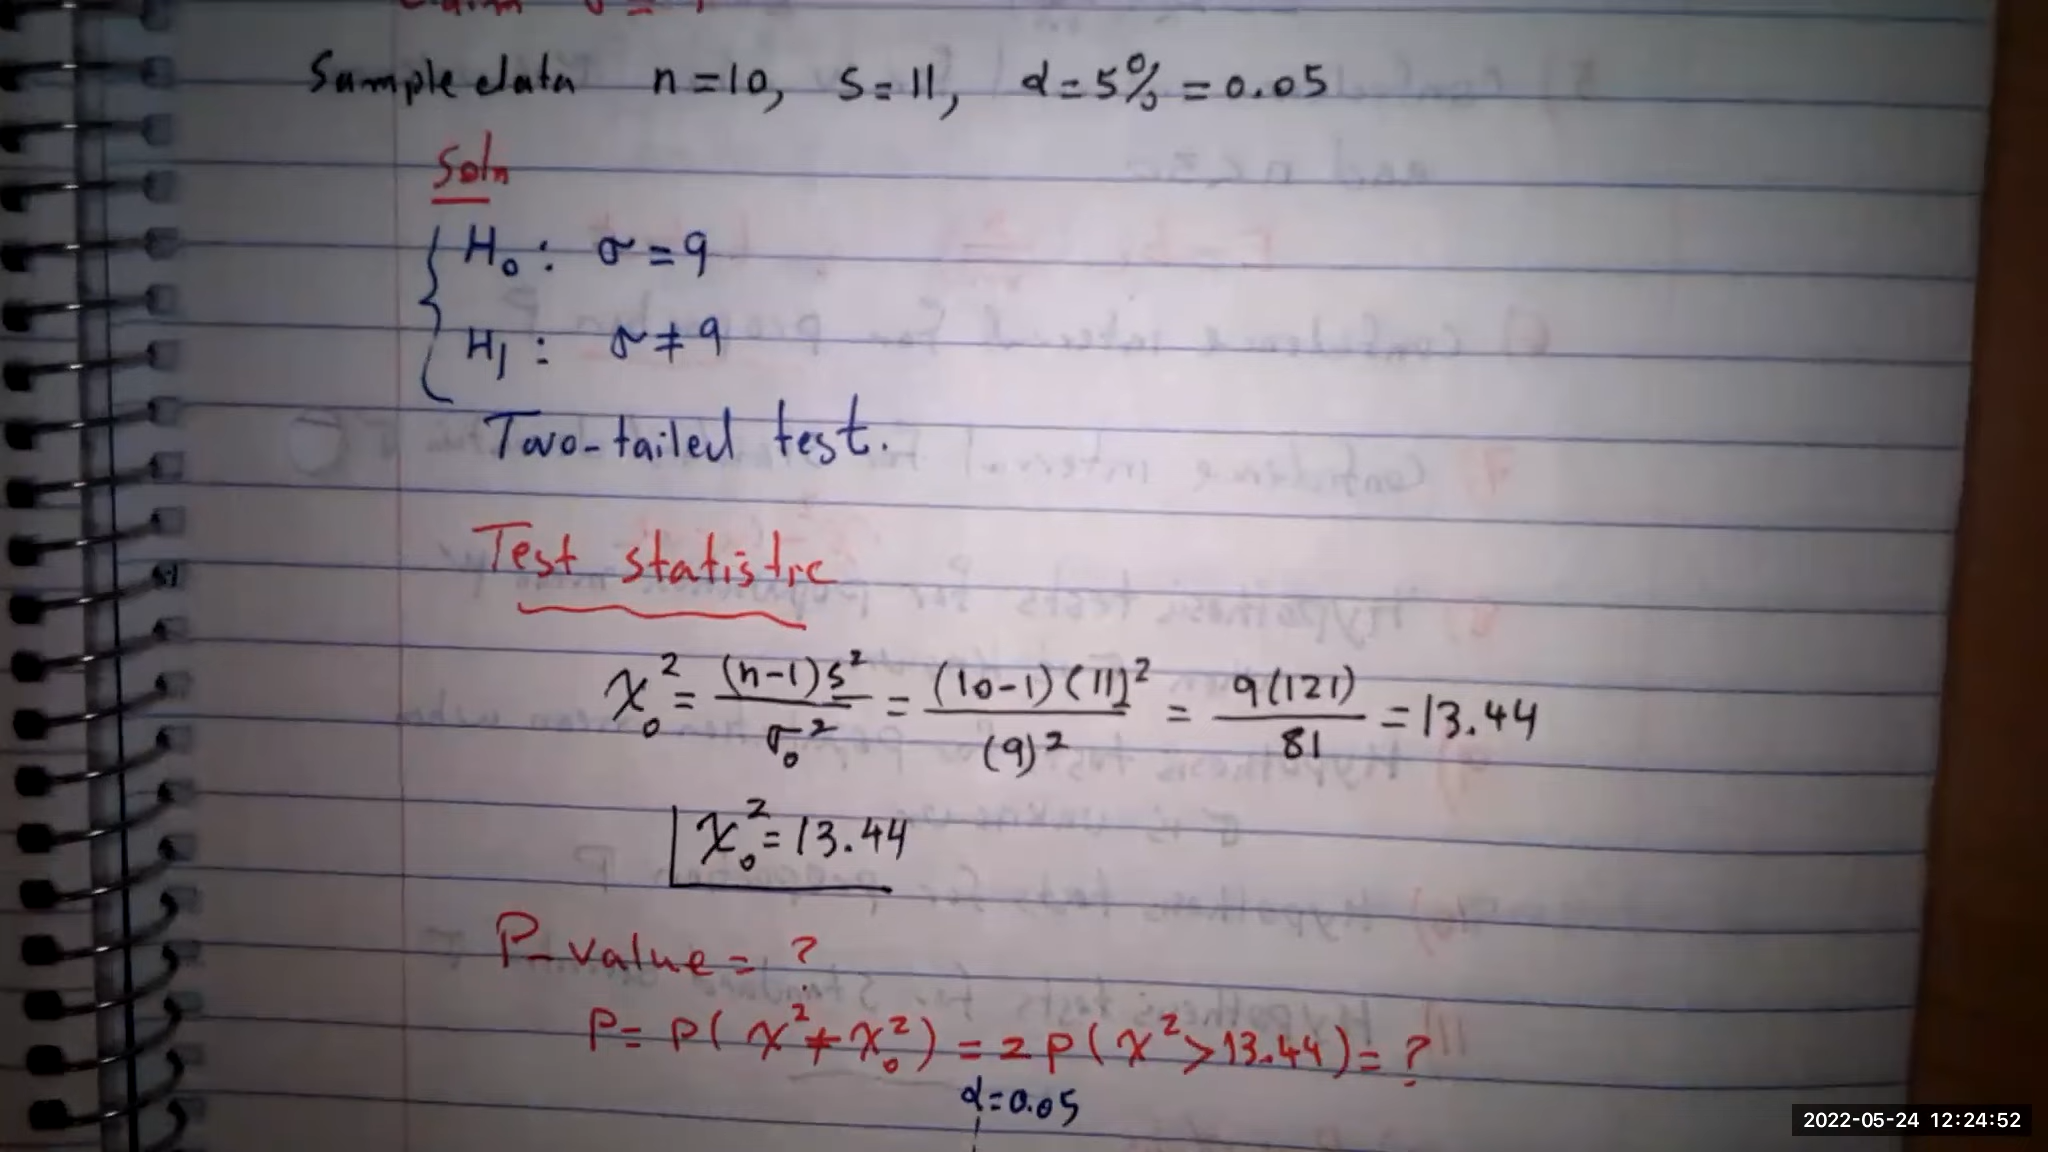 Claim σ = 9
Sample data n=10, s=11, α=5% = 0.05
Soln
H₀: σ=9
H₁: σ≠9
Two-tailed test.
Test statistic
χ₀² = (n-1)s²/σ₀² = (10-1)(11)²/(9)² = 9(121)/81 = 13.44
χ₀² = 13.44
P-value = ?
P = P(χ² ≠ χ₀²) = 2P(χ² > 13.44) = ?
α=0.05
2022-05-24 12:24:52